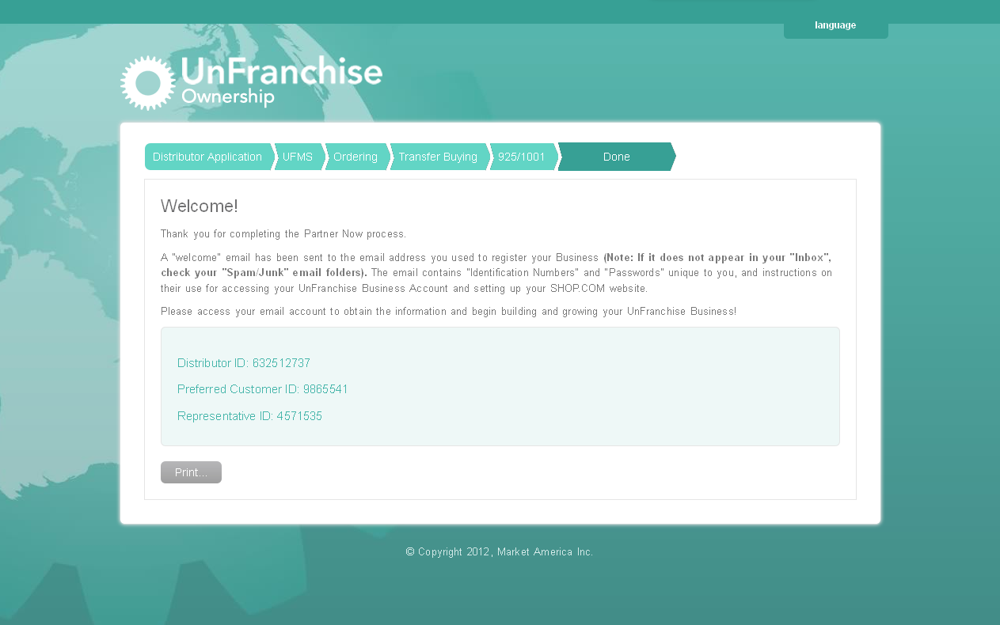 language
UnFranchise
Ownership
Distributor Application UFMS Ordering Transfer Buying 925/1001 Done
Welcome!
Thank you for completing the Partner Now process.
A "welcome" email has been sent to the email address you used to register your Business (Note: If it does not appear in your "Inbox",
check your "Spam/Junk" email folders). The email contains "Identification Numbers" and "Passwords" unique to you, and instructions on
their use for accessing your UnFranchise Business Account and setting up your SHOP.COM website.
Please access your email account to obtain the information and begin building and growing your UnFranchise Business!
Distributor ID: 632512737
Preferred Customer ID: 9865541
Representative ID: 4571535
Print...
© Copyright 2012, Market America Inc.